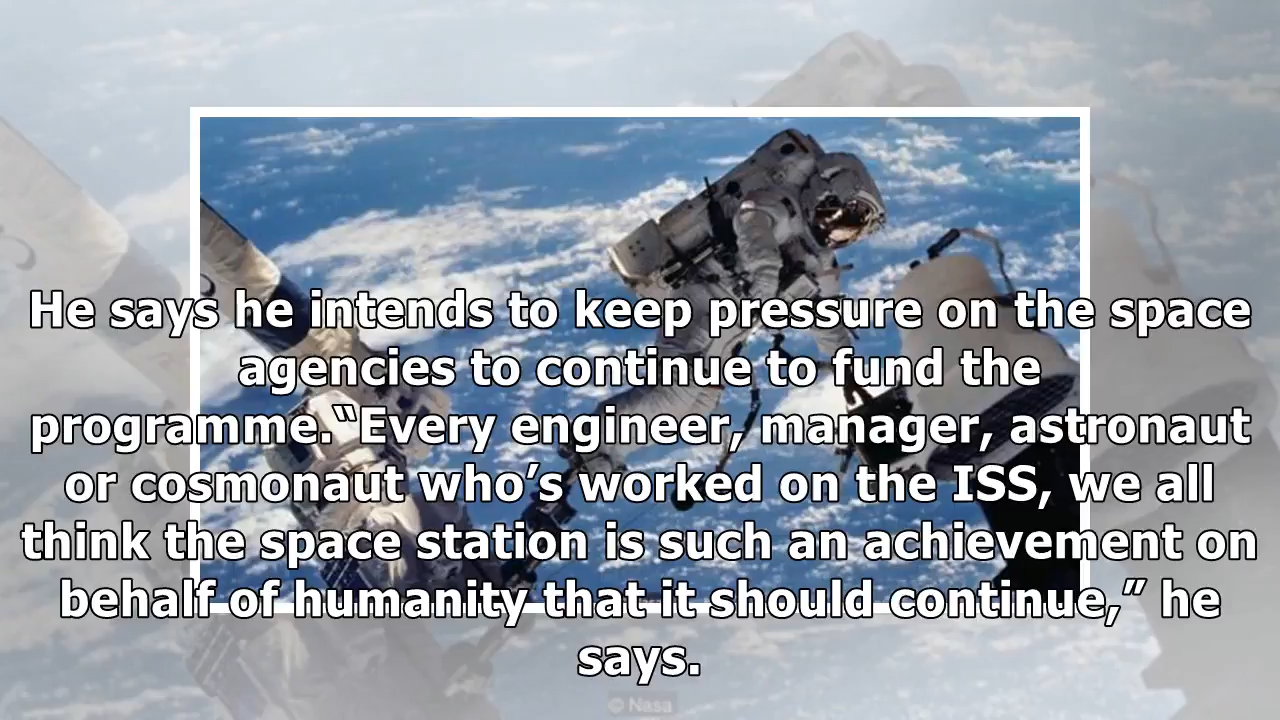 He says he intends to keep pressure on the space
agencies to continue to fund the
programme.“Every engineer, manager, astronaut
or cosmonaut who’s worked on the ISS, we all
think the space station is such an achievement on
behalf of humanity that it should continue,” he
says.
© Nasa